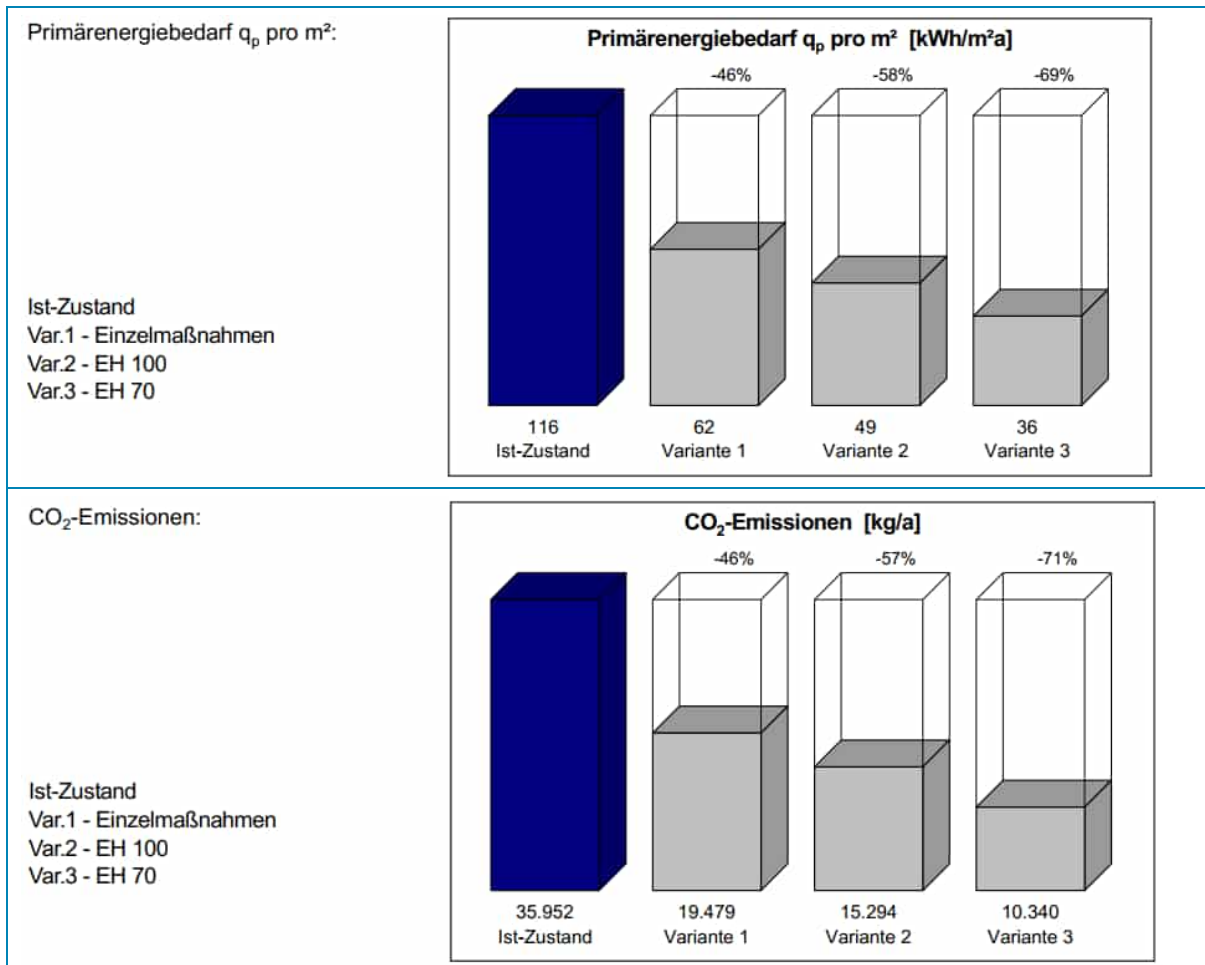 Primärenergiebedarf qp pro m²:
Primärenergiebedarf qp pro m² [kWh/m²a]
-46% -58% -69%
Ist-Zustand
Var.1 - Einzelmaßnahmen
Var.2 - EH 100
Var.3 - EH 70
116 62 49 36
Ist-Zustand Variante 1 Variante 2 Variante 3
CO₂-Emissionen:
CO₂-Emissionen [kg/a]
-46% -57% -71%
Ist-Zustand
Var.1 - Einzelmaßnahmen
Var.2 - EH 100
Var.3 - EH 70
35.952 19.479 15.294 10.340
Ist-Zustand Variante 1 Variante 2 Variante 3